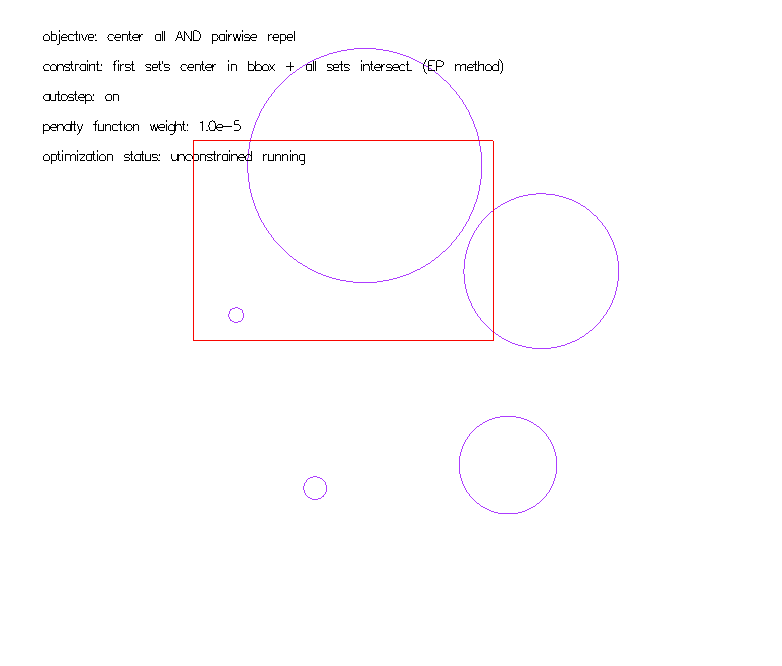 objective: center all AND pairwise repel
constraint: first set's center in bbox + all sets intersect. (EP method)
autostep: on
penalty function weight: 1.0e-5
optimization status: unconstrained running